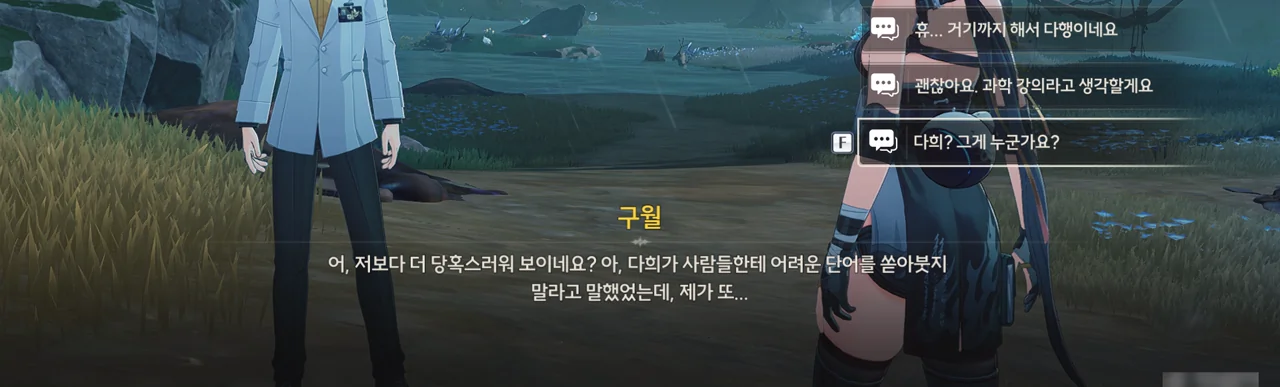 휴... 거기까지 해서 다행이네요
괜찮아요. 과학 강의라고 생각할게요
F
다희? 그게 누군가요?
구월
어, 저보다 더 당혹스러워 보이네요? 아, 다희가 사람들한테 어려운 단어를 쏟아붓지
말라고 말했었는데, 제가 또...